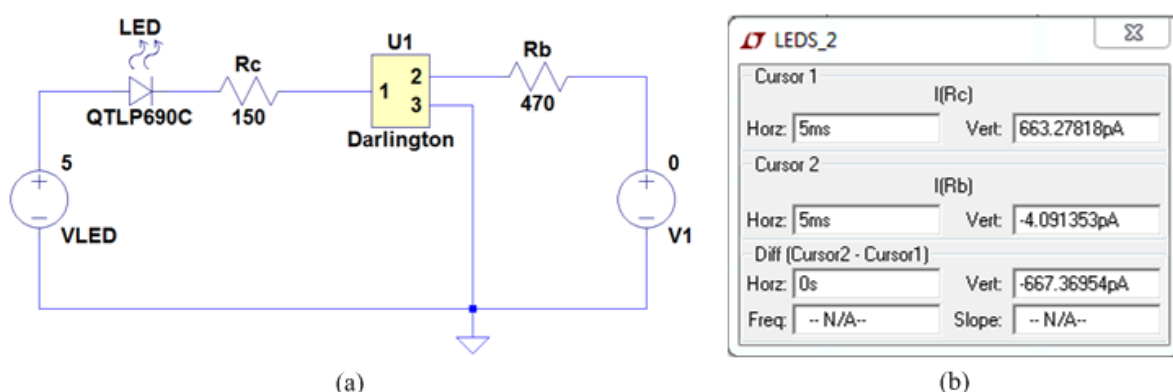 LED
QTLP690C
Rc
150
U1
1
2
3
Darlington
Rb
470
5
VLED
0
V1
(a)
LEDS_2
Cursor 1
I(Rc)
Horz: 5ms Vert: 663.27818pA
Cursor 2
I(Rb)
Horz: 5ms Vert: -4.091353pA
Diff (Cursor2 - Cursor1)
Horz: 0s Vert: -667.36954pA
Freq: -- N/A-- Slope: -- N/A--
(b)